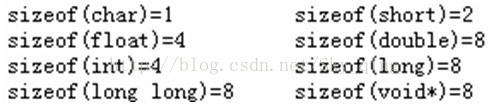 sizeof(char)=1 sizeof(short)=2
sizeof(float)=4 sizeof(double)=8
sizeof(int)=4 sizeof(long)=8
sizeof(long long)=8 sizeof(void*)=8